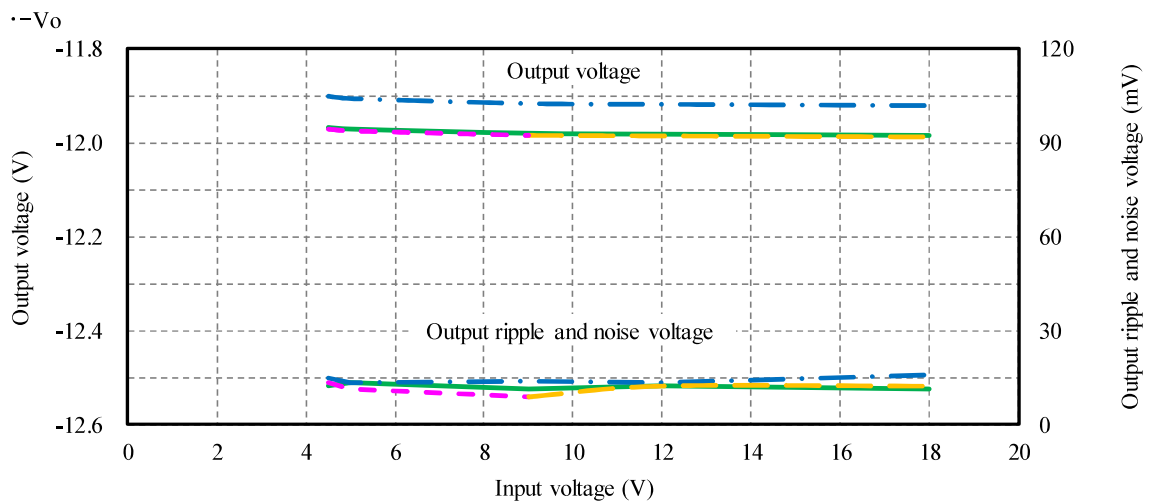 ·−Vo
-11.8
-12.0
-12.2
-12.4
-12.6
Output voltage (V)
Output voltage
Output ripple and noise voltage
120
90
60
30
0
Output ripple and noise voltage (mV)
0 2 4 6 8 10 12 14 16 18 20
Input voltage (V)